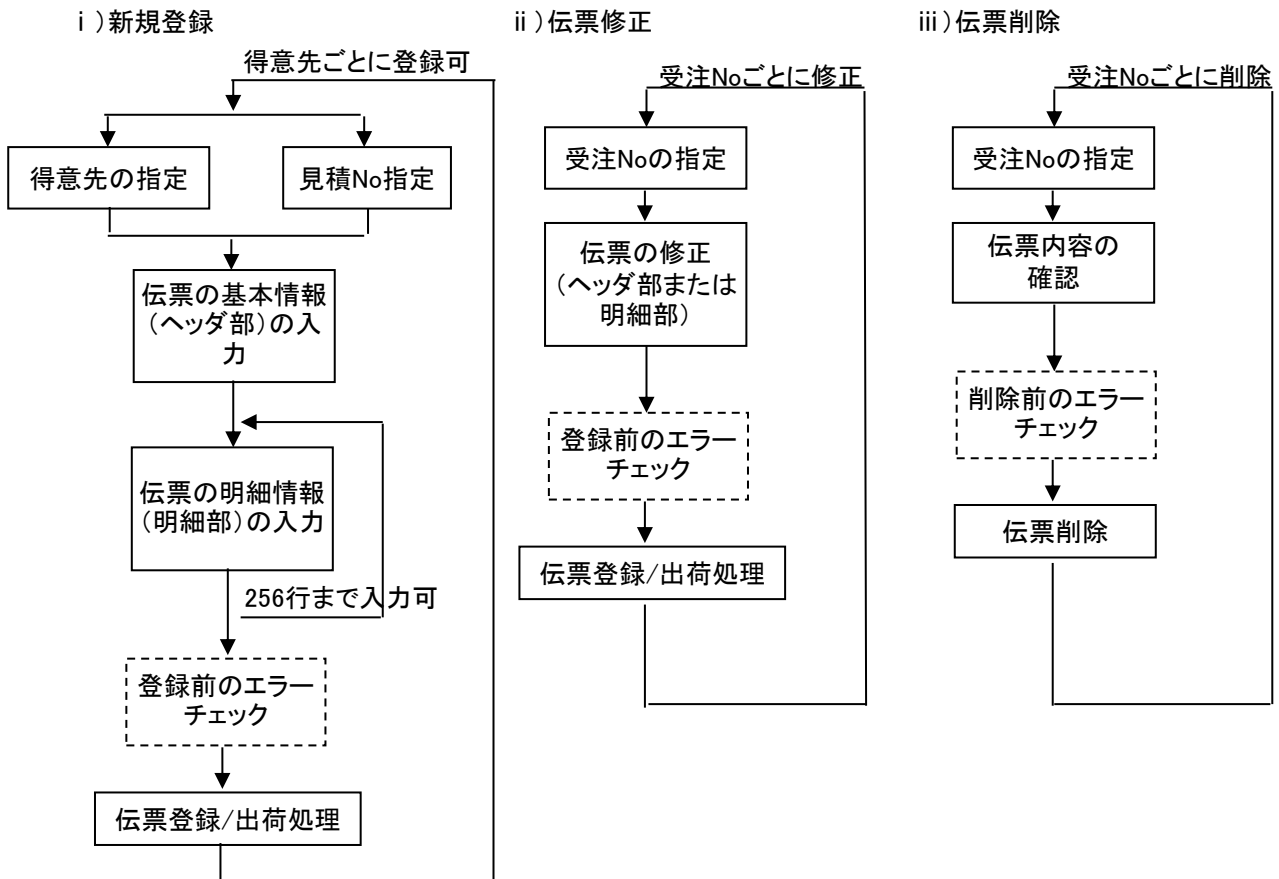 ⅰ)新規登録
得意先ごとに登録可
得意先の指定
見積No指定
伝票の基本情報
(ヘッダ部)の入
力
伝票の明細情報
(明細部)の入力
256行まで入力可
登録前のエラー
チェック
伝票登録/出荷処理
ⅱ)伝票修正
受注Noごとに修正
受注Noの指定
伝票の修正
(ヘッダ部または
明細部)
登録前のエラー
チェック
伝票登録/出荷処理
ⅲ)伝票削除
受注Noごとに削除
受注Noの指定
伝票内容の
確認
削除前のエラー
チェック
伝票削除